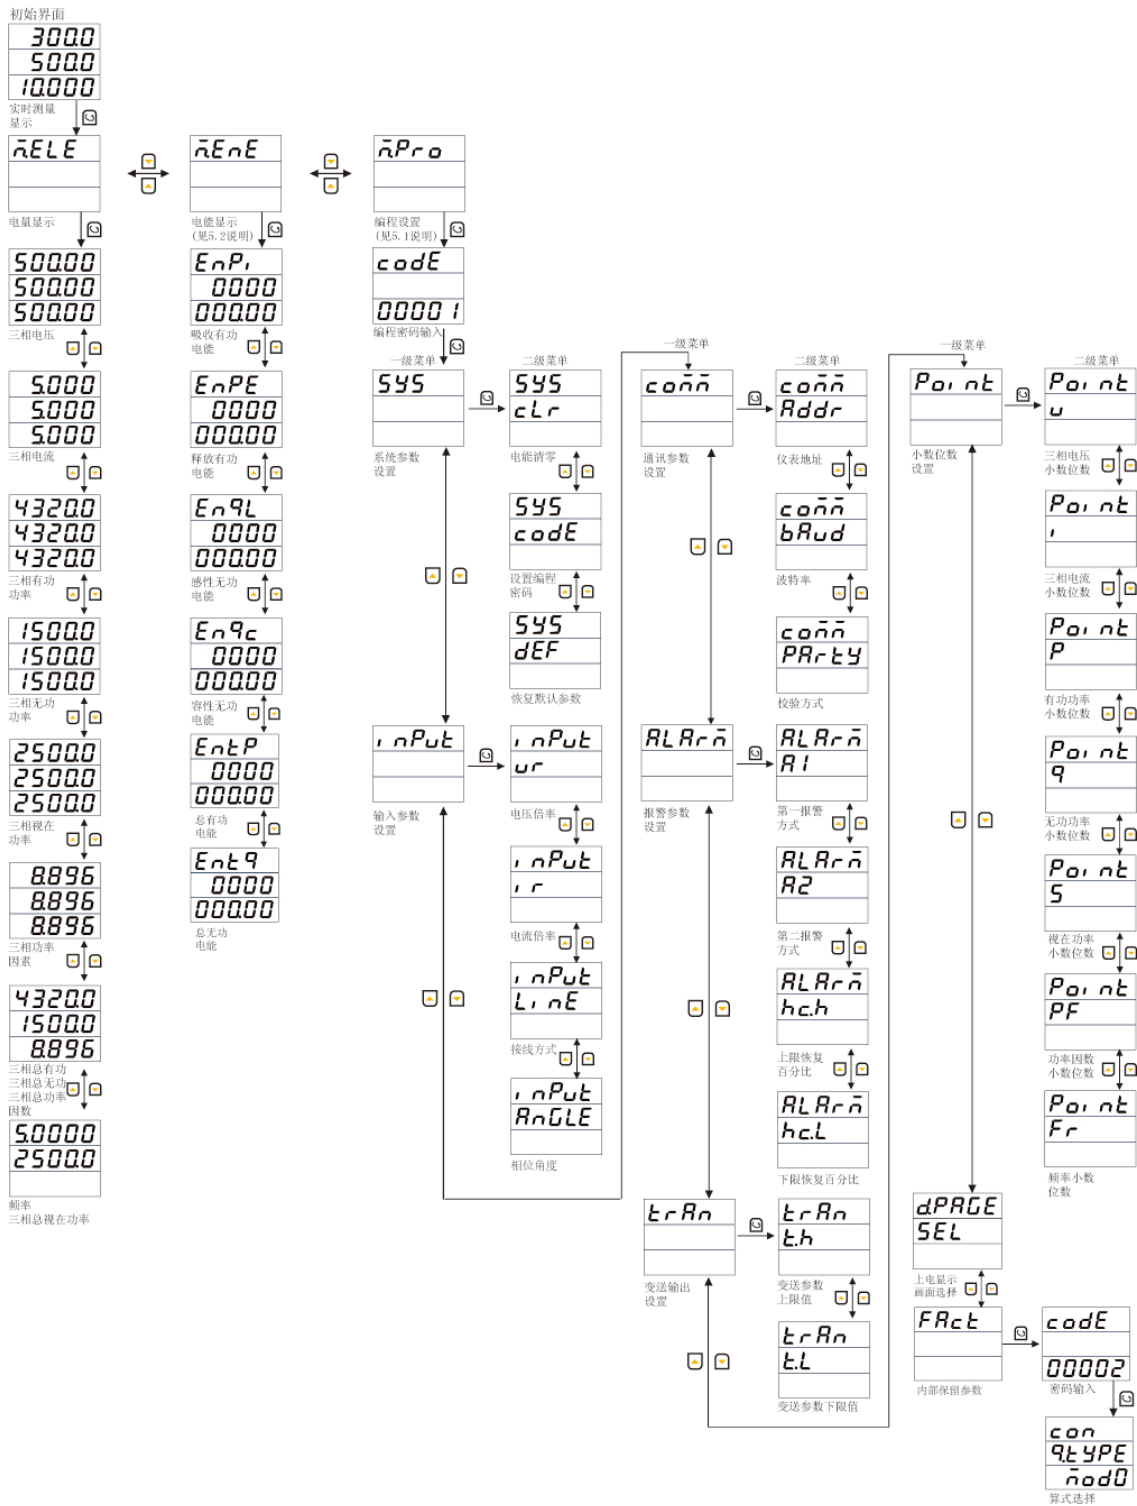 初始界面
300.0
500.0
10.000
实时测量
显示
M.ELE
电量显示
500.00
500.00
500.00
三相电压
5.000
5.000
5.000
三相电流
4320.0
4320.0
4320.0
三相有功
功率
1500.0
1500.0
1500.0
三相无功
功率
2500.0
2500.0
2500.0
三相视在
功率
8.896
8.896
8.896
三相功率
因素
4320.0
1500.0
8.896
三相总有功
三相总无功
三相总功率
因数
5.0000
2500.0
频率
三相总视在功率
M.EnE
电能显示
(见5.2说明)
EnPi
0000
000.00
吸收有功
电能
EnPE
0000
000.00
释放有功
电能
EnqL
0000
000.00
感性无功
电能
Enqc
0000
000.00
容性无功
电能
EntP
0000
000.00
总有功
电能
Entq
0000
000.00
总无功
电能
M.Pro
编程设置
(见5.1说明)
codE
00001
编程密码输入
一级菜单
SYS
系统参数
设置
inPut
输入参数
设置
二级菜单
SYS
cLr
电能清零
SYS
codE
设置编程
密码
SYS
dEF
恢复默认参数
inPut
ur
电压倍率
inPut
ir
电流倍率
inPut
LinE
接线方式
inPut
AnGLE
相位角度
一级菜单
coMM
通讯参数
设置
ALArM
报警参数
设置
trAn
变送输出
设置
二级菜单
coMM
Addr
仪表地址
coMM
bAud
波特率
coMM
PArtY
校验方式
ALArM
A1
第一报警
方式
ALArM
A2
第二报警
方式
ALArM
hc.h
上限恢复
百分比
ALArM
hc.L
下限恢复百分比
trAn
t.h
变送参数
上限值
trAn
t.L
变送参数下限值
一级菜单
Point
小数位数
设置
d.PAGE
SEL
上电显示
画面选择
FAct
内部保留参数
二级菜单
Point
u
三相电压
小数位数
Point
i
三相电流
小数位数
Point
P
有功功率
小数位数
Point
q
无功功率
小数位数
Point
S
视在功率
小数位数
Point
PF
功率因数
小数位数
Point
Fr
频率小数
位数
codE
00002
密码输入
con
q.tYPE
Mod0
算式选择